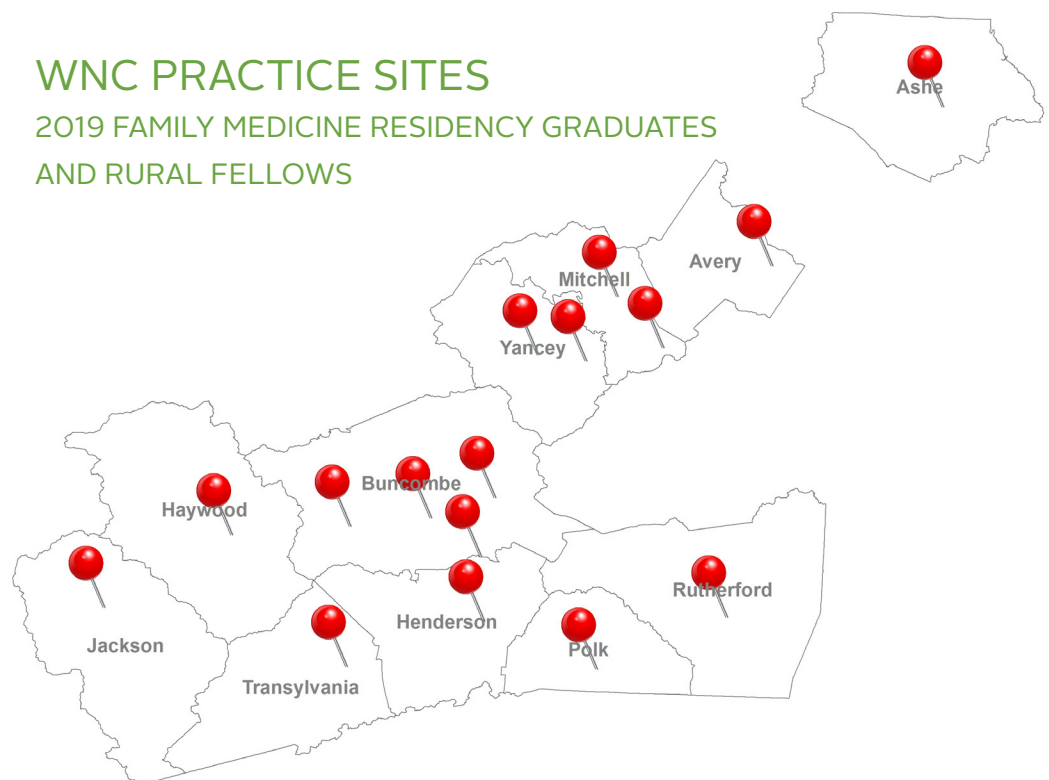 WNC PRACTICE SITES
2019 FAMILY MEDICINE RESIDENCY GRADUATES
AND RURAL FELLOWS
Ashe
Avery
Mitchell
Yancey
Buncombe
Haywood
Rutherford
Henderson
Jackson
Polk
Transylvania